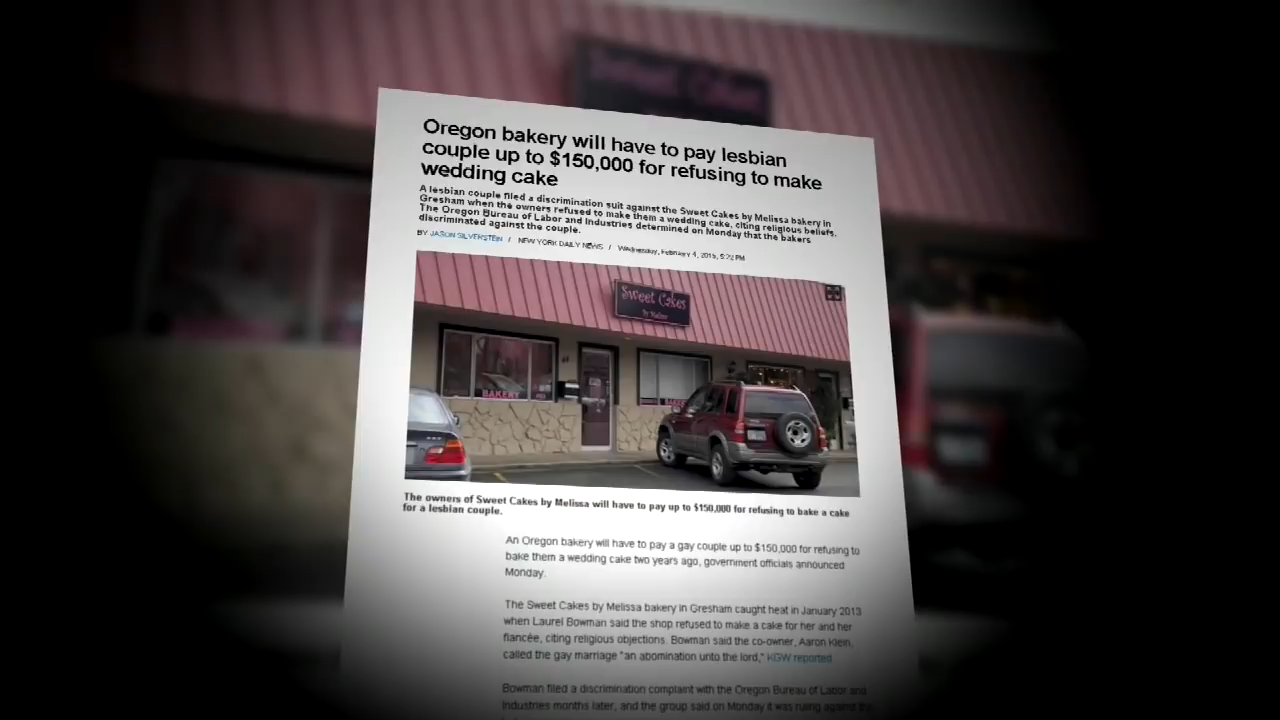 Sweet Cakes
Oregon bakery will have to pay lesbian
couple up to $150,000 for refusing to make
wedding cake
A lesbian couple filed a discrimination suit against the Sweet Cakes by Melissa bakery in
Gresham when the owners refused to make them a wedding cake, citing religious beliefs.
The Oregon Bureau of Labor and Industries determined on Monday that the bakers
discriminated against the couple.
BY JASON SILVERSTEIN / NEW YORK DAILY NEWS / Wednesday, February 4, 2015, 5:22 PM
Sweet Cakes
By Melissa
BAKERY
The owners of Sweet Cakes by Melissa will have to pay up to $150,000 for refusing to bake a cake
for a lesbian couple.
An Oregon bakery will have to pay a gay couple up to $150,000 for refusing to
bake them a wedding cake two years ago, government officials announced
Monday.
The Sweet Cakes by Melissa bakery in Gresham caught heat in January 2013
when Laurel Bowman said the shop refused to make a cake for her and her
fiancée, citing religious objections. Bowman said the co-owner, Aaron Klein,
called the gay marriage "an abomination unto the lord," KGW reported
Bowman filed a discrimination complaint with the Oregon Bureau of Labor and
Industries months later, and the group said on Monday it was ruling against the